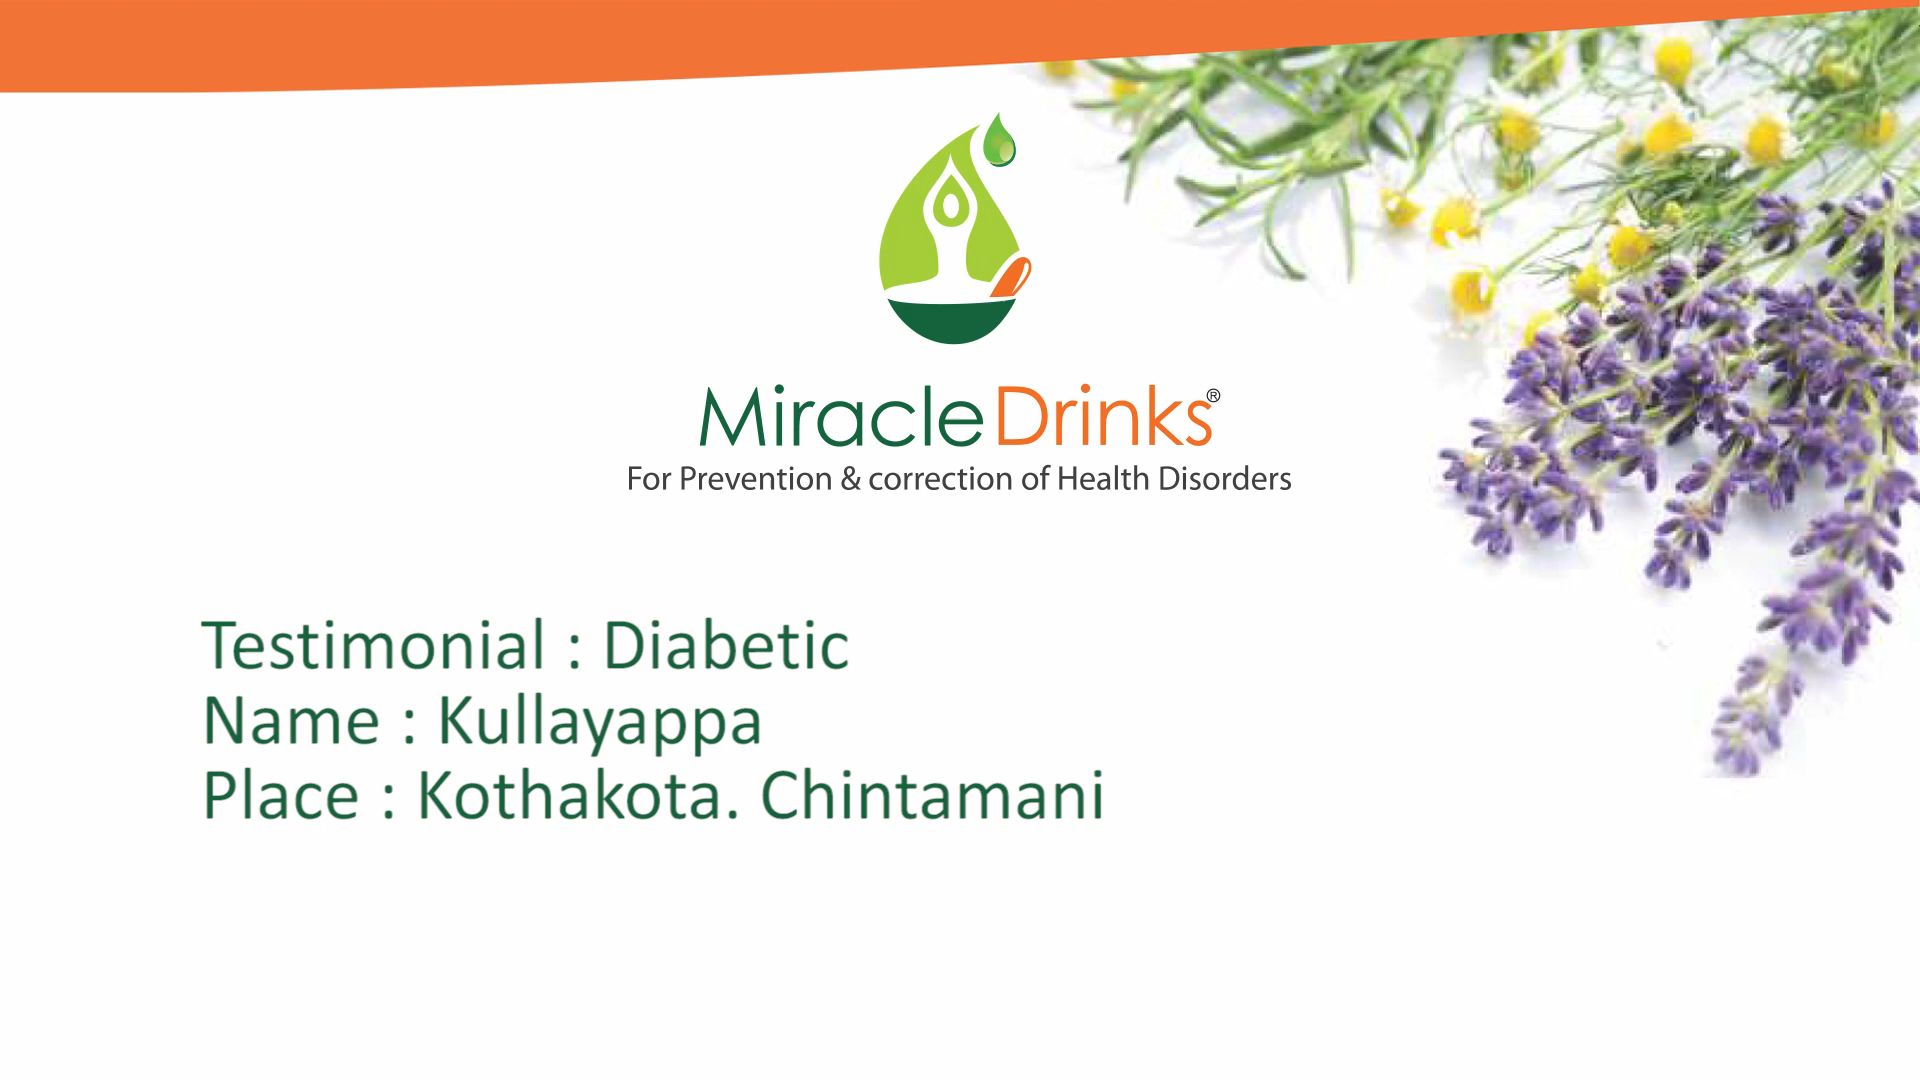 MiracleDrinks®
For Prevention & correction of Health Disorders
Testimonial : Diabetic
Name : Kullayappa
Place : Kothakota. Chintamani